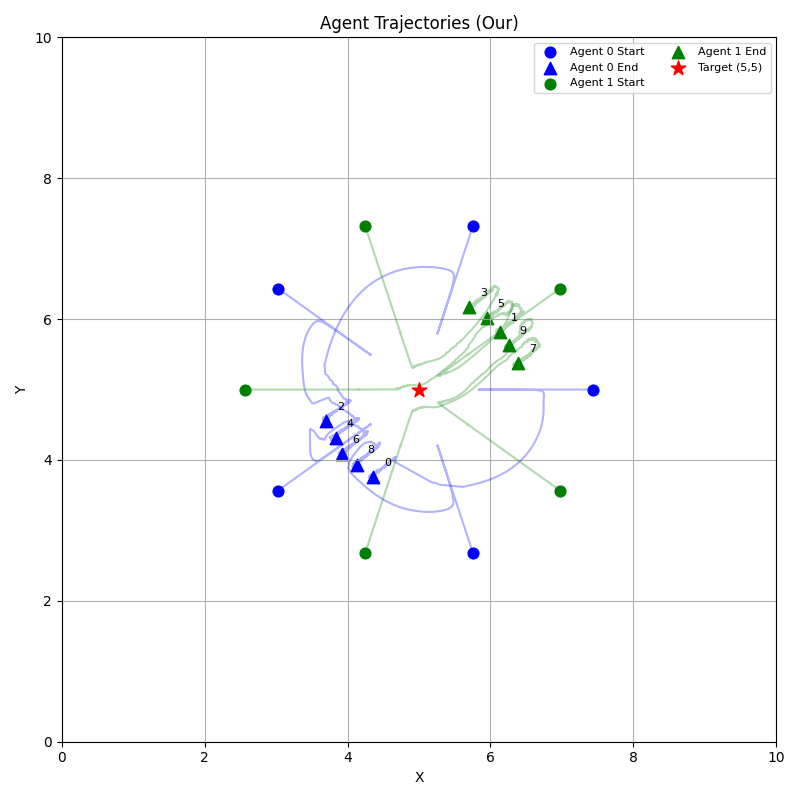 Agent Trajectories (Our)
Agent 0 Start
Agent 0 End
Agent 1 Start
Agent 1 End
Target (5,5)
10
8
6
4
2
0
Y
3
5
1
9
7
2
4
6
8
0
0
2
4
6
8
10
X